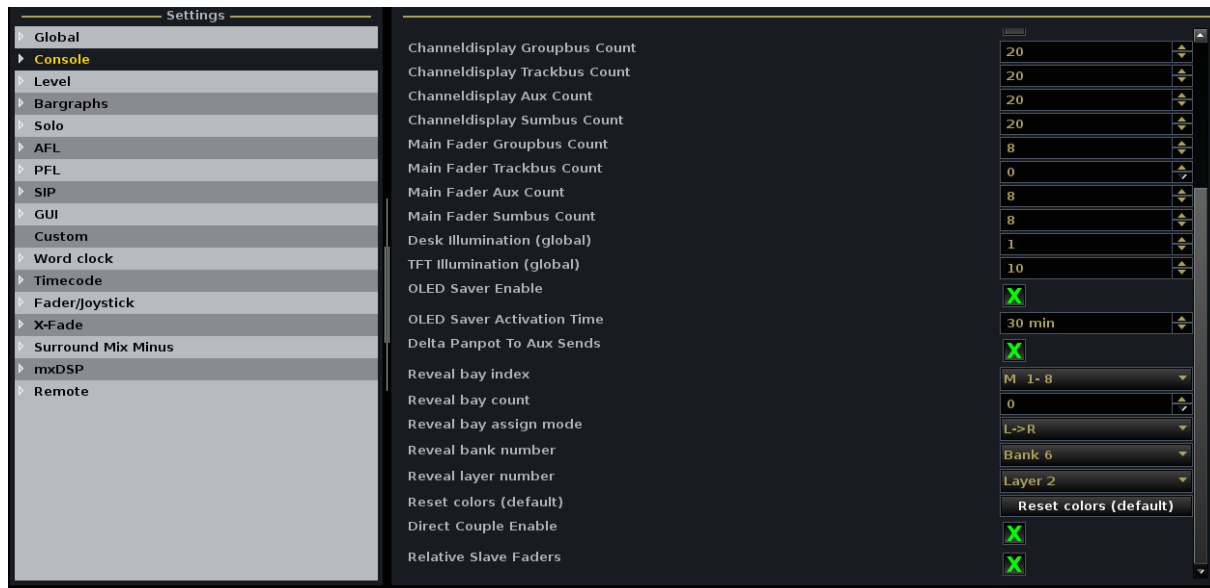 Settings
Global
Console
Level
Bargraphs
Solo
AFL
PFL
SIP
GUI
Custom
Word clock
Timecode
Fader/Joystick
X-Fade
Surround Mix Minus
mxDSP
Remote
Channeldisplay Groupbus Count 20
Channeldisplay Trackbus Count 20
Channeldisplay Aux Count 20
Channeldisplay Sumbus Count 20
Main Fader Groupbus Count 8
Main Fader Trackbus Count 0
Main Fader Aux Count 8
Main Fader Sumbus Count 8
Desk Illumination (global) 1
TFT Illumination (global) 10
OLED Saver Enable X
OLED Saver Activation Time 30 min
Delta Panpot To Aux Sends X
Reveal bay index M 1- 8
Reveal bay count 0
Reveal bay assign mode L->R
Reveal bank number Bank 6
Reveal layer number Layer 2
Reset colors (default) Reset colors (default)
Direct Couple Enable X
Relative Slave Faders X